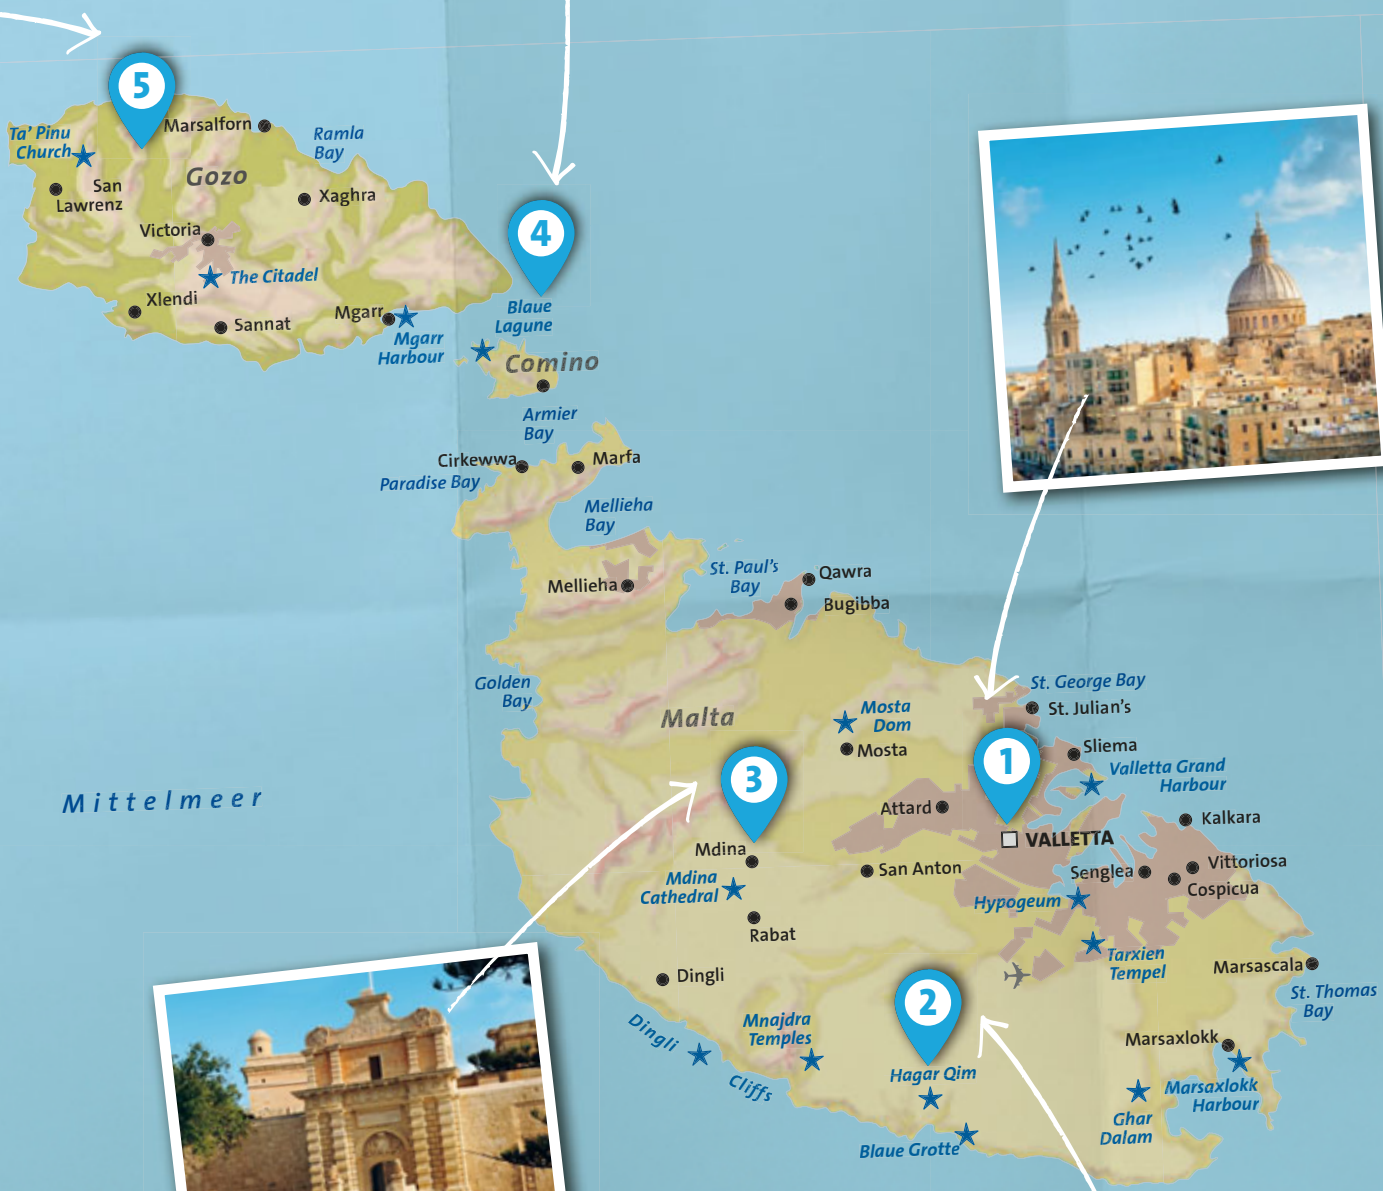 5
Marsalforn
Ta' Pinu
Church
Ramla
Bay
Gozo
San
Lawrenz
Xaghra
4
Victoria
The Citadel
Xlendi
Sannat
Mgarr
Mgarr
Harbour
Blaue
Lagune
Comino
Armier
Bay
Cirkewwa
Marfa
Paradise Bay
Mellieha
Bay
Mellieha
St. Paul's
Bay
Qawra
Bugibba
Golden
Bay
Malta
Mosta
Dom
Mosta
St. George Bay
St. Julian's
Sliema
1
Valletta Grand
Harbour
3
Mittelmeer
Attard
Kalkara
VALLETTA
Mdina
Mdina
Cathedral
San Anton
Senglea
Vittoriosa
Cospicua
Hypogeum
Rabat
Tarxien
Tempel
Marsascala
Dingli
St. Thomas
Bay
2
Mnajdra
Temples
Dingli
Cliffs
Marsaxlokk
Hagar Qim
Marsaxlokk
Harbour
Ghar
Dalam
Blaue Grotte